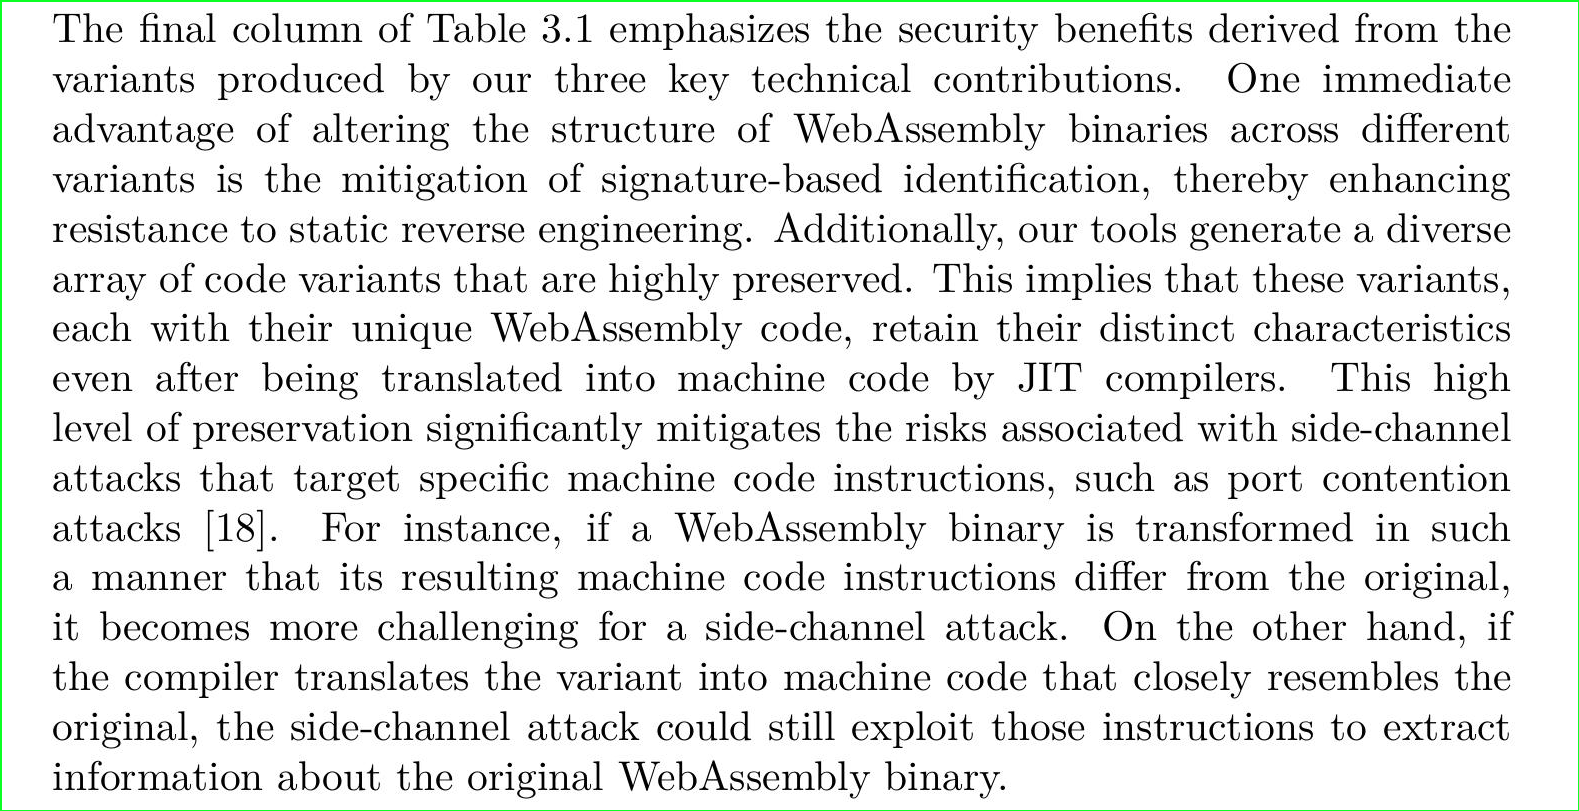 The final column of Table 3.1 emphasizes the security benefits derived from the
variants produced by our three key technical contributions. One immediate
advantage of altering the structure of WebAssembly binaries across different
variants is the mitigation of signature-based identification, thereby enhancing
resistance to static reverse engineering. Additionally, our tools generate a diverse
array of code variants that are highly preserved. This implies that these variants,
each with their unique WebAssembly code, retain their distinct characteristics
even after being translated into machine code by JIT compilers. This high
level of preservation significantly mitigates the risks associated with side-channel
attacks that target specific machine code instructions, such as port contention
attacks [18]. For instance, if a WebAssembly binary is transformed in such
a manner that its resulting machine code instructions differ from the original,
it becomes more challenging for a side-channel attack. On the other hand, if
the compiler translates the variant into machine code that closely resembles the
original, the side-channel attack could still exploit those instructions to extract
information about the original WebAssembly binary.